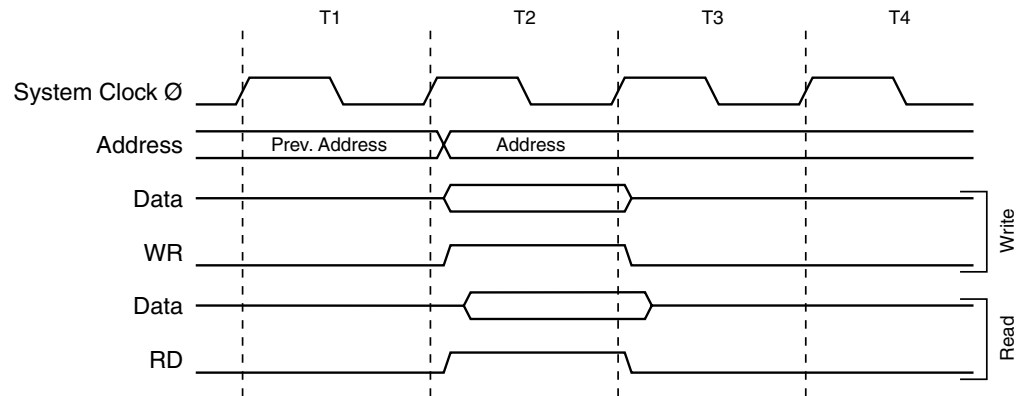 T1 T2 T3 T4
System Clock Ø
Address Prev. Address Address
Data
WR
Write
Data
RD
Read